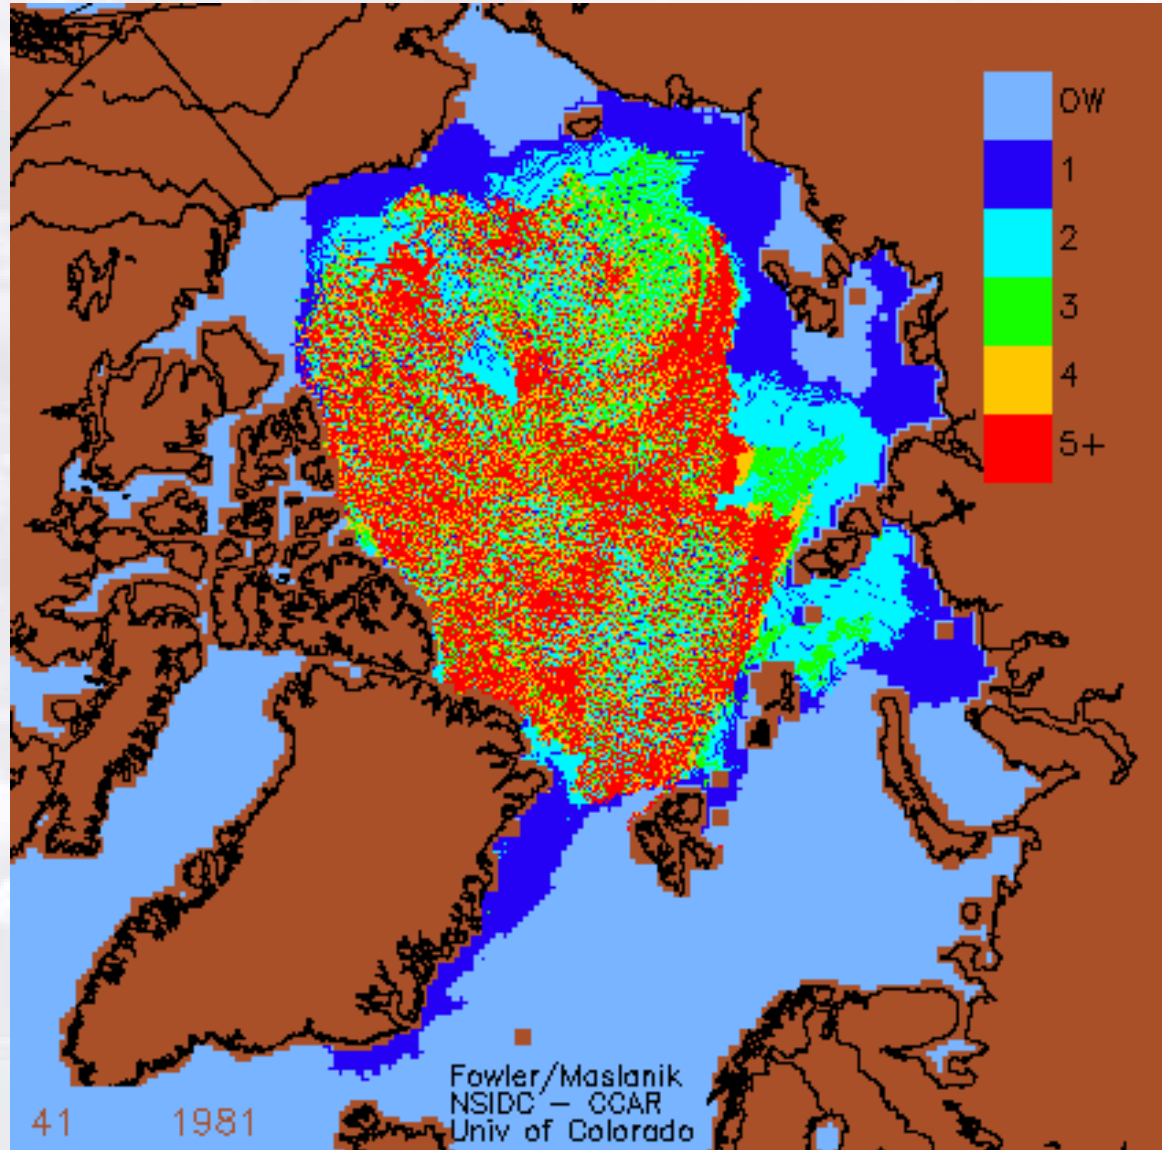 OW
1
2
3
4
5+
Fowler/Maslanik
NSIDC – CCAR
Univ of Colorado
41 1981